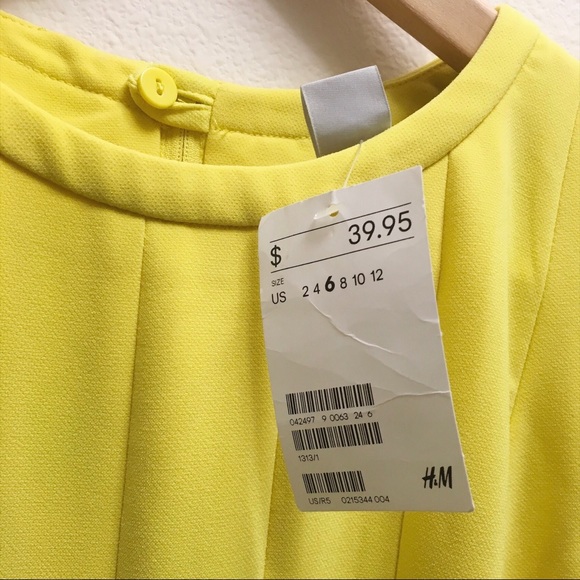 $ 39.95
SIZE
US 2 4 6 8 10 12
042497 9 0063 24 6
1313/1
H&M
US/R5 0215344 004